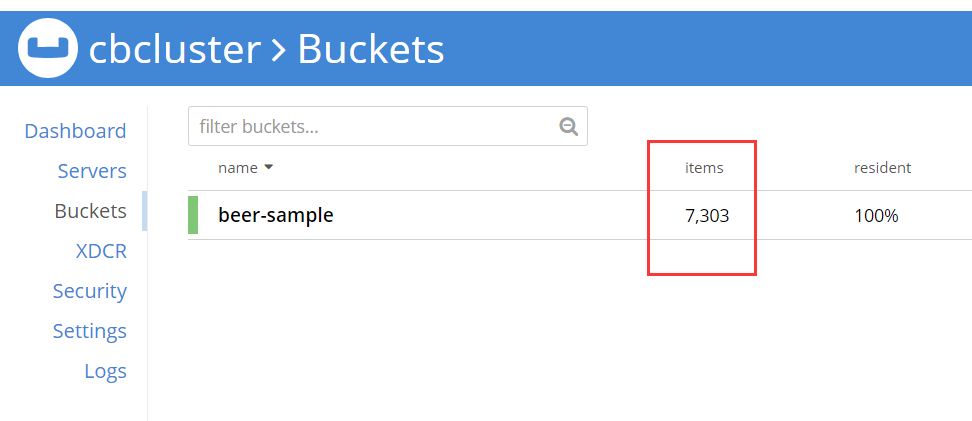 cbcluster > Buckets
Dashboard
Servers
Buckets
XDCR
Security
Settings
Logs
filter buckets...
name items resident
beer-sample 7,303 100%